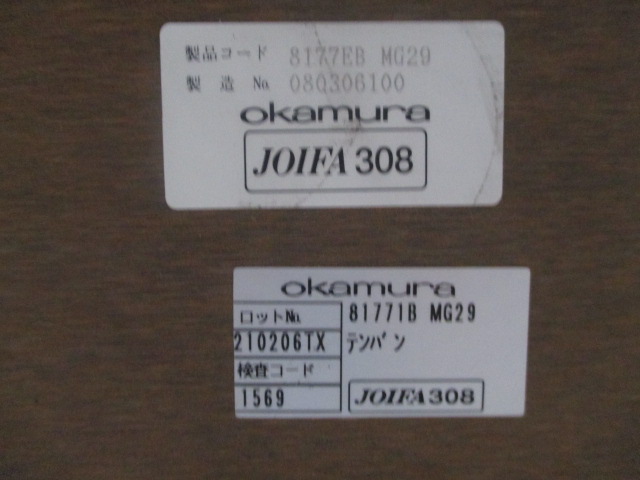 製品コード 8177EB MG29
製造 No. 080306100
okamura
JOIFA 308
okamura
ロットNo. 81771B MG29
210206TX テンバン
検査コード
1569 JOIFA 308